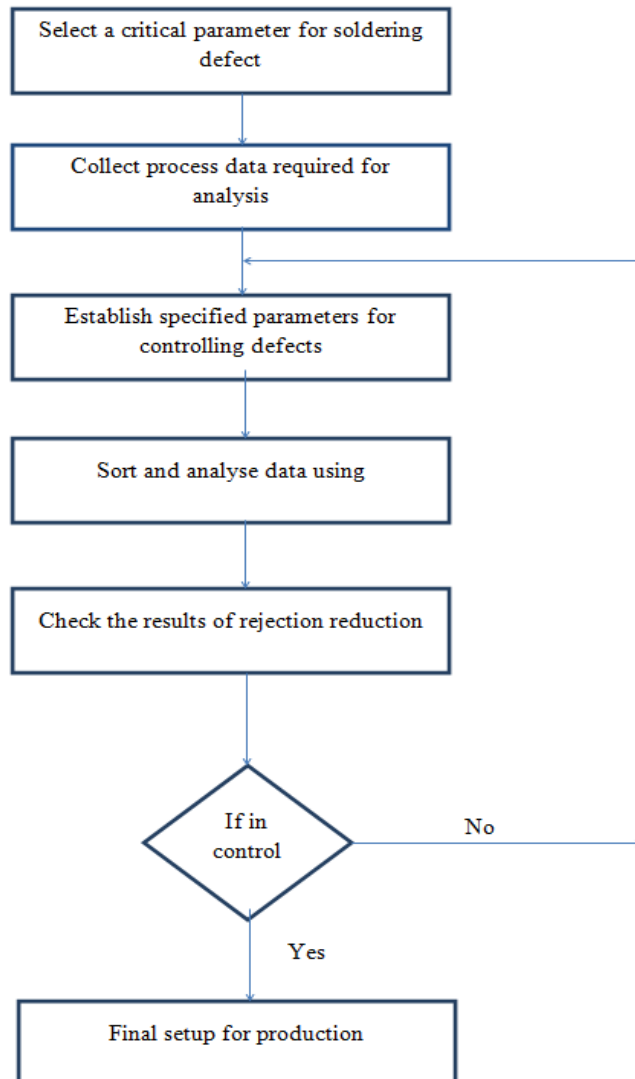 Select a critical parameter for soldering
defect
Collect process data required for
analysis
Establish specified parameters for
controlling defects
Sort and analyse data using
Check the results of rejection reduction
If in
control
No
Yes
Final setup for production